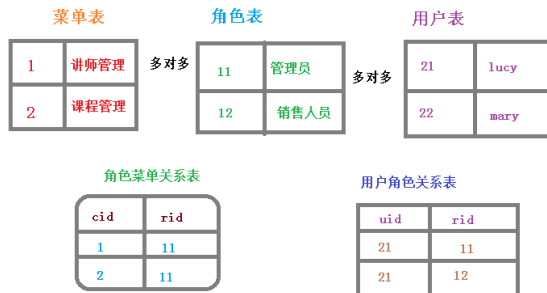 菜单表 角色表 用户表
1 讲师管理 多对多 11 管理员 多对多 21 lucy
2 课程管理 12 销售人员 22 mary
角色菜单关系表 用户角色关系表
cid rid uid rid
1 11 21 11
2 11 21 12